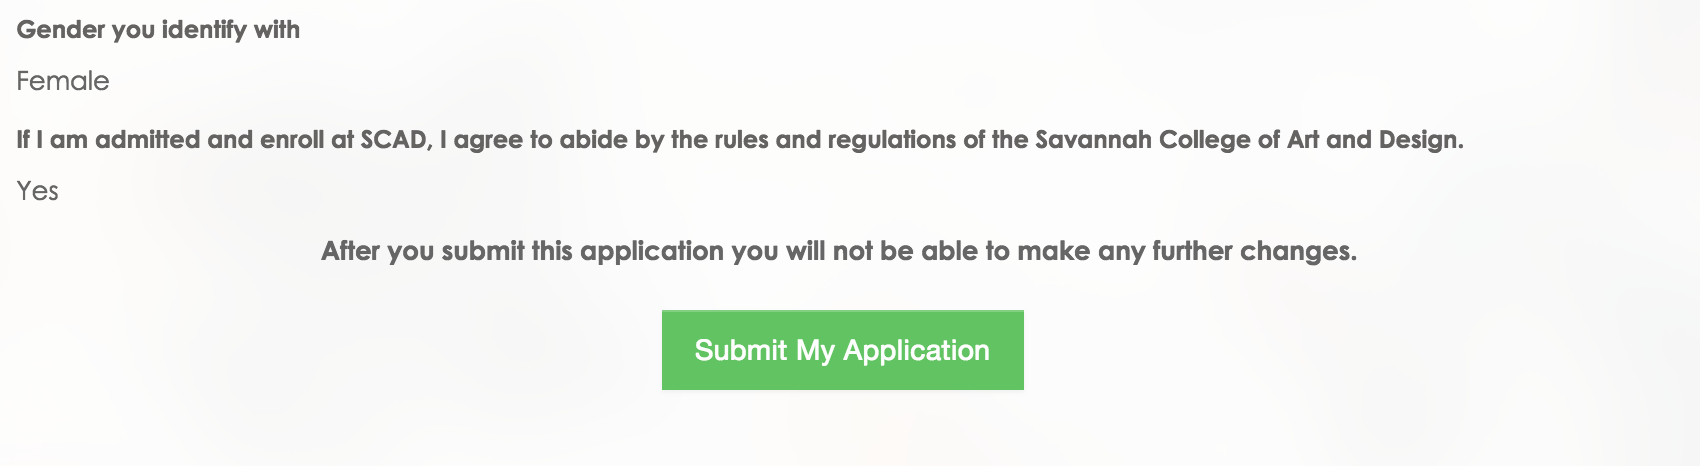 Gender you identify with
Female
If I am admitted and enroll at SCAD, I agree to abide by the rules and regulations of the Savannah College of Art and Design.
Yes
After you submit this application you will not be able to make any further changes.
Submit My Application